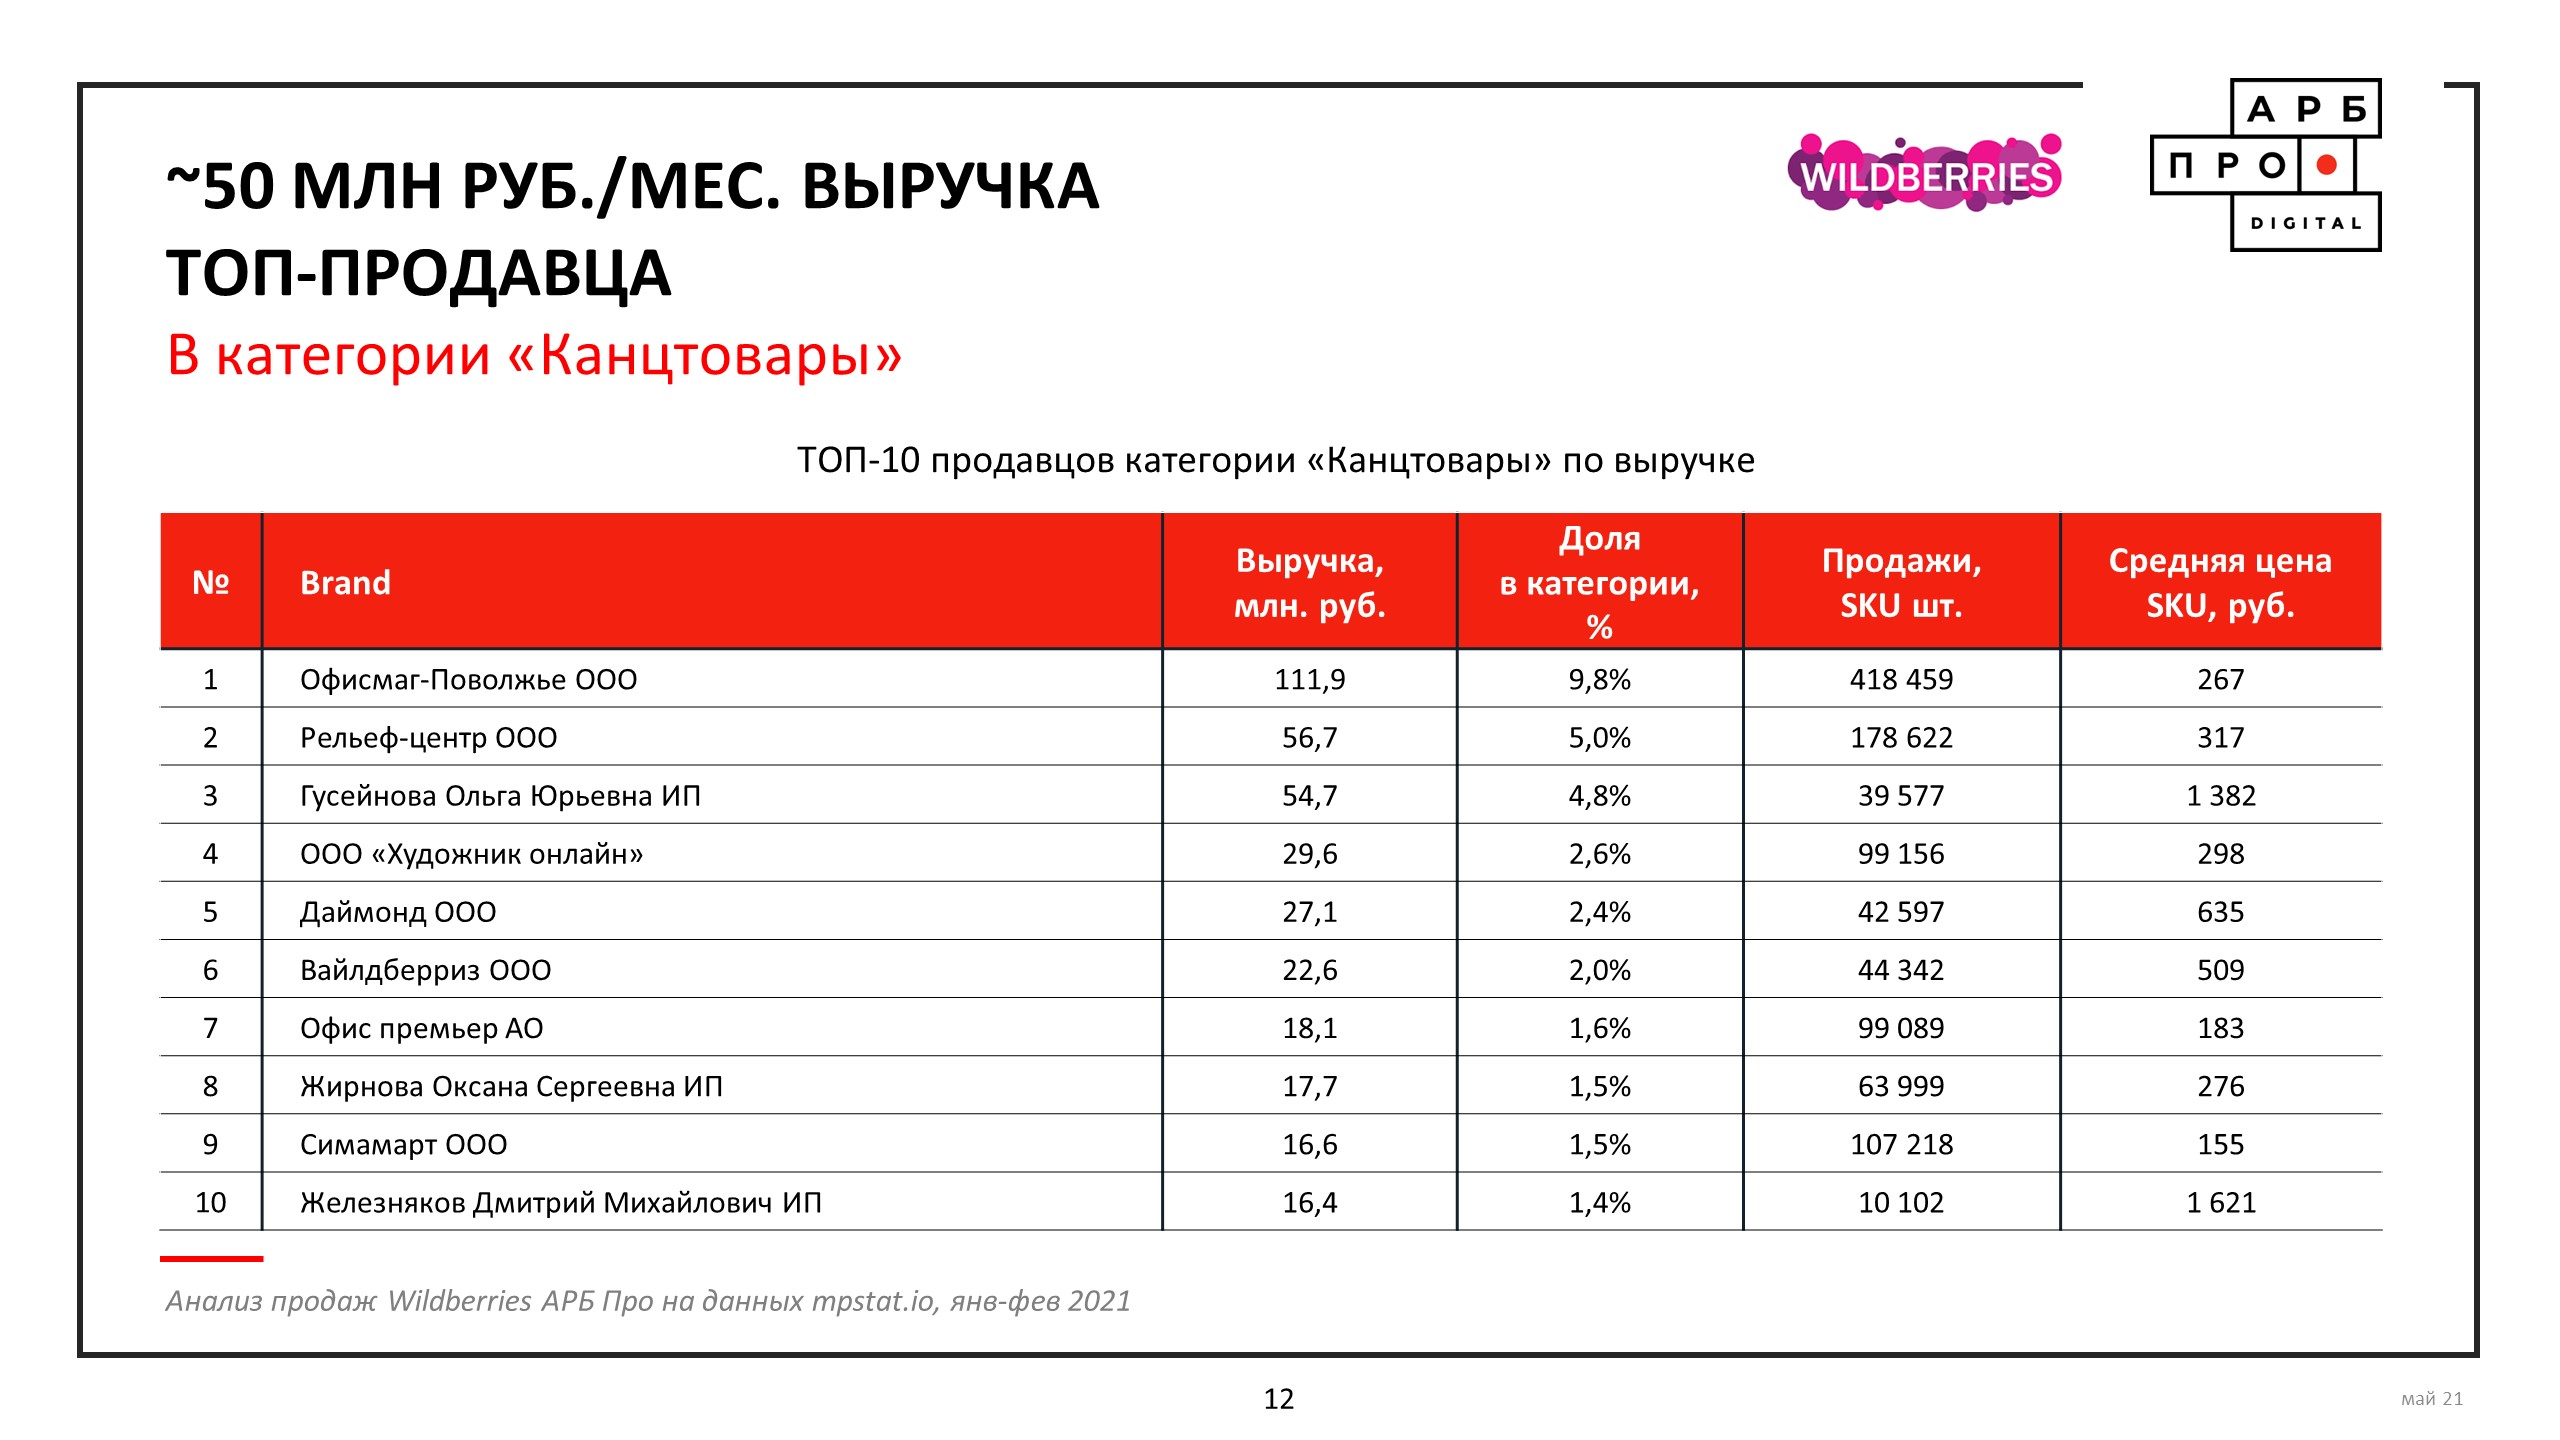 ~50 МЛН РУБ./МЕС. ВЫРУЧКА
ТОП-ПРОДАВЦА
В категории «Канцтовары»
WILDBERRIES
АРБ
ПРО
DIGITAL
ТОП-10 продавцов категории «Канцтовары» по выручке
№ Brand Выручка, млн. руб. Доля в категории, % Продажи, SKU шт. Средняя цена SKU, руб.
1 Офисмаг-Поволжье ООО 111,9 9,8% 418 459 267
2 Рельеф-центр ООО 56,7 5,0% 178 622 317
3 Гусейнова Ольга Юрьевна ИП 54,7 4,8% 39 577 1 382
4 ООО «Художник онлайн» 29,6 2,6% 99 156 298
5 Даймонд ООО 27,1 2,4% 42 597 635
6 Вайлдберриз ООО 22,6 2,0% 44 342 509
7 Офис премьер АО 18,1 1,6% 99 089 183
8 Жирнова Оксана Сергеевна ИП 17,7 1,5% 63 999 276
9 Симамарт ООО 16,6 1,5% 107 218 155
10 Железняков Дмитрий Михайлович ИП 16,4 1,4% 10 102 1 621
Анализ продаж Wildberries АРБ Про на данных mpstat.io, янв-фев 2021
12
май 21